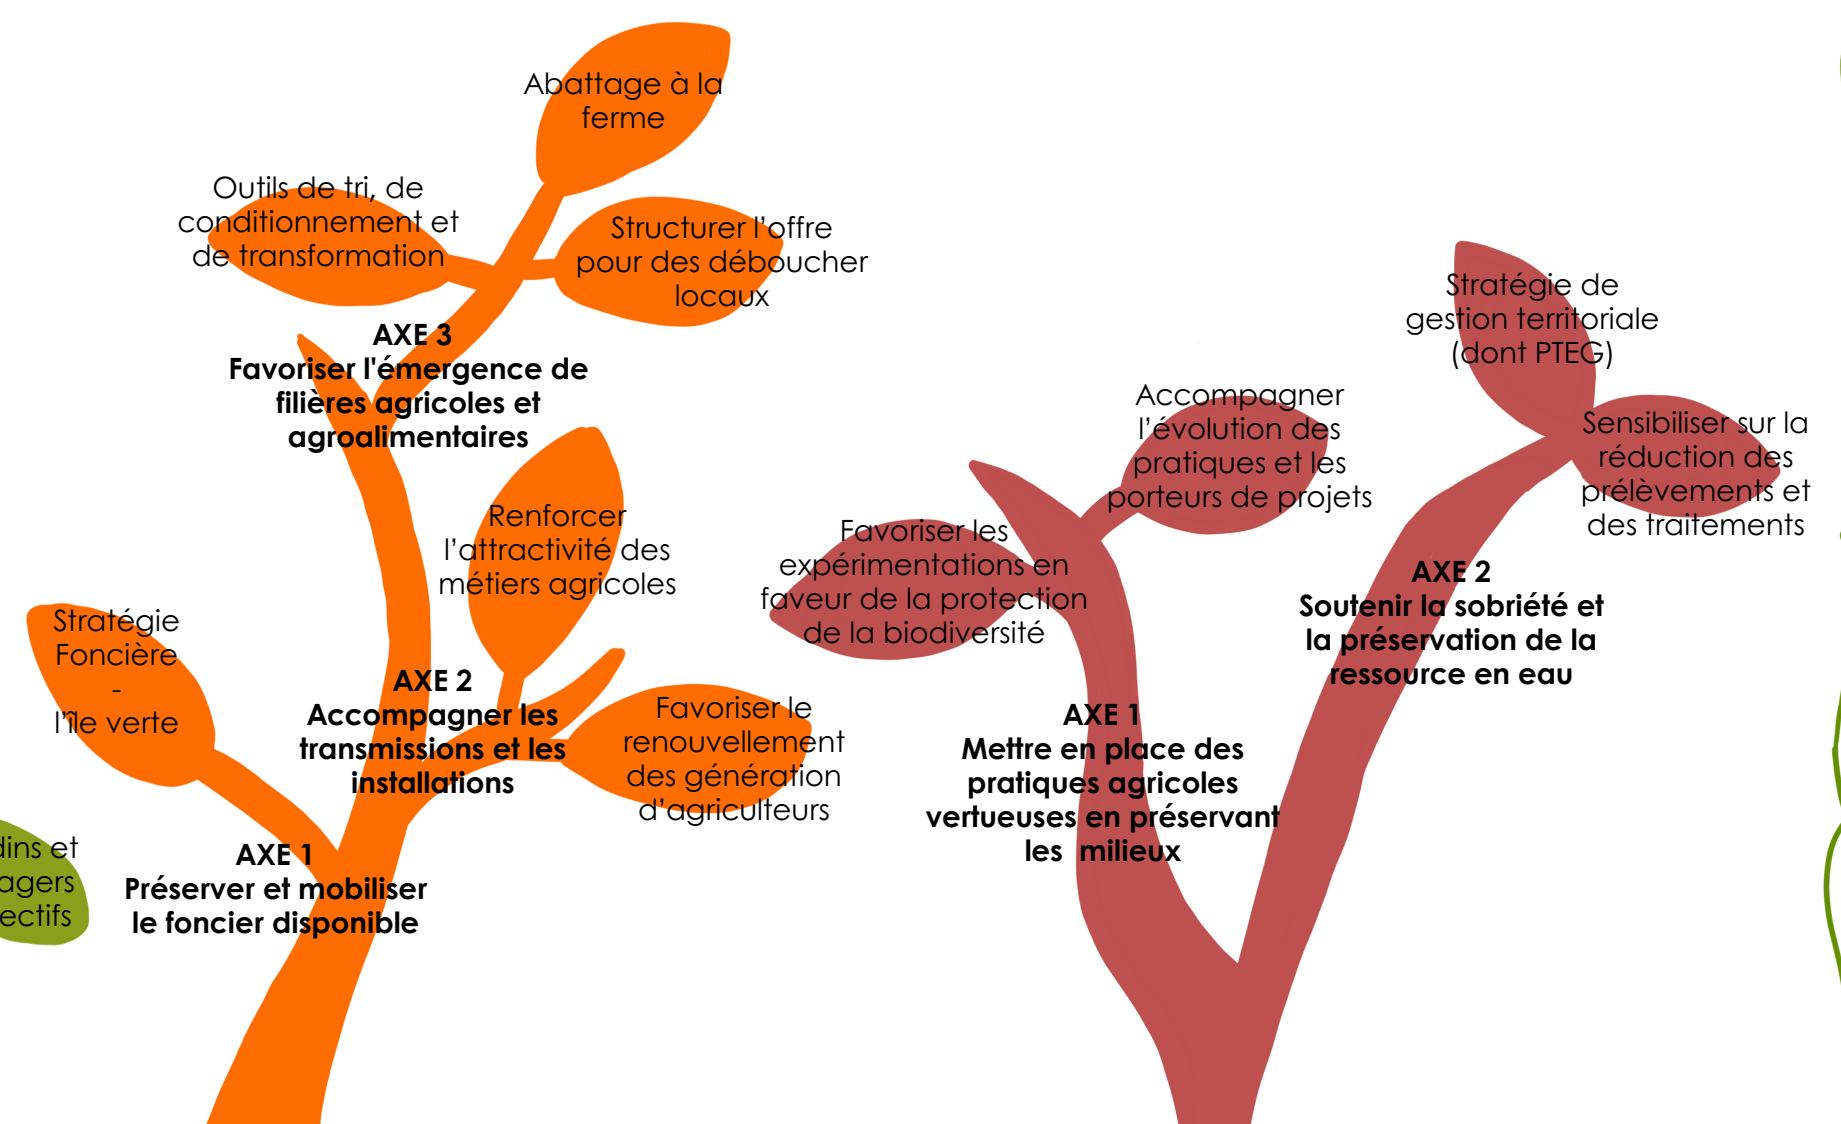 Abattage à la
ferme
Outils de tri, de
conditionnement et
de transformation
Structurer l'offre
pour des déboucher
locaux
AXE 3
Favoriser l'émergence de
filières agricoles et
agroalimentaires
Renforcer
l'attractivité des
métiers agricoles
Stratégie
Foncière
-
l'île verte
AXE 2
Accompagner les
transmissions et les
installations
Favoriser le
renouvellement
des génération
d'agriculteurs
AXE 1
Préserver et mobiliser
le foncier disponible
et
Stratégie de
gestion territoriale
(dont PTEG)
Accompagner
l'évolution des
pratiques et les
porteurs de projets
Sensibiliser sur la
réduction des
prélèvements et
des traitements
Favoriser les
expérimentations en
faveur de la protection
de la biodiversité
AXE 2
Soutenir la sobriété et
la préservation de la
ressource en eau
AXE 1
Mettre en place des
pratiques agricoles
vertueuses en préservant
les  milieux